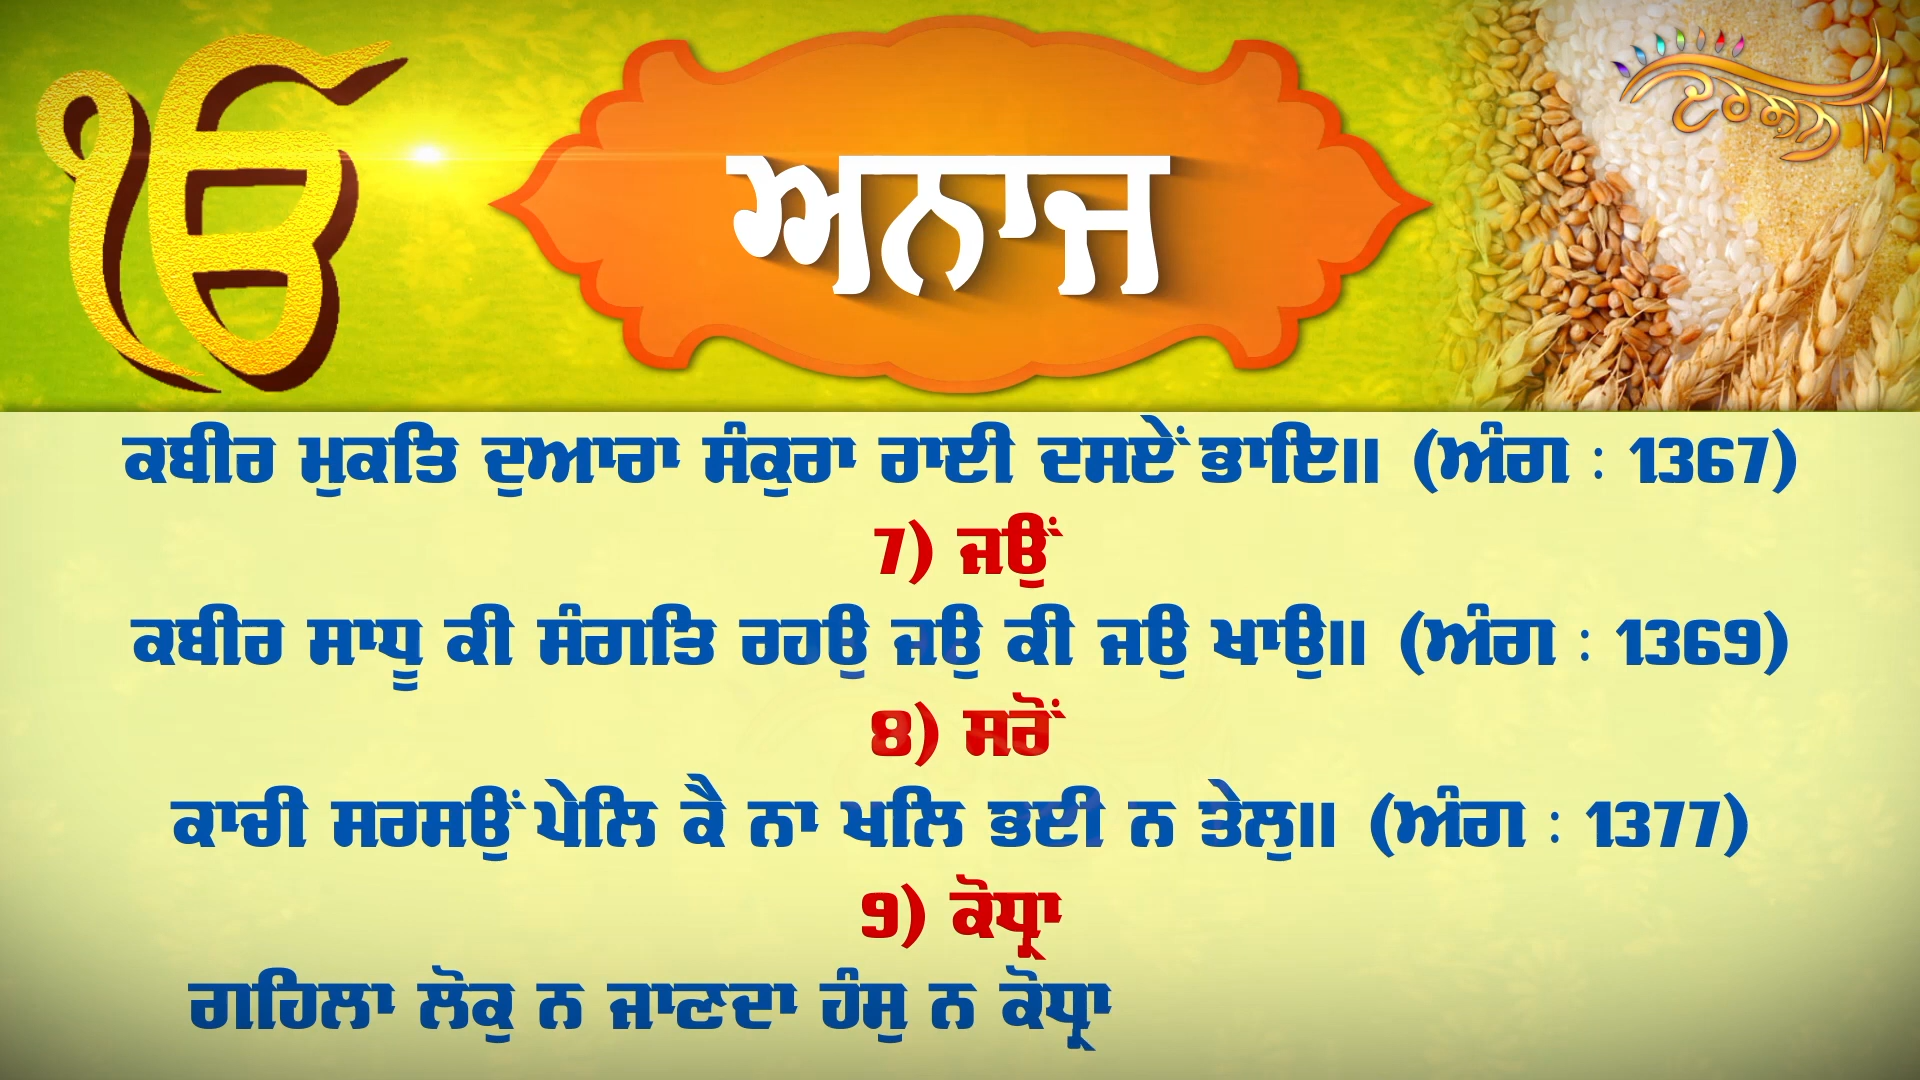 ੴ
ਅਨਾਜ
ਦਰਸ਼ਨ
ਕਬੀਰ ਮੁਕਤਿ ਦੁਆਰਾ ਸੰਕੁਰਾ ਰਾਈ ਦਸਏਂ ਭਾਇ॥ (ਅੰਗ : 1367)
7) ਜਉਂ
ਕਬੀਰ ਸਾਧੂ ਕੀ ਸੰਗਤਿ ਰਹਉ ਜਉ ਕੀ ਜਉ ਖਾਉ॥ (ਅੰਗ : 1369)
8) ਸਰੋਂ
ਕਾਚੀ ਸਰਸਉਂ ਪੇਲਿ ਕੈ ਨਾ ਖਲਿ ਭਈ ਨ ਤੇਲੁ॥ (ਅੰਗ : 1377)
9) ਕੋਧ੍ਰਾ
ਗਹਿਲਾ ਲੋਕੁ ਨ ਜਾਣਦਾ ਹੰਸੁ ਨ ਕੋਧ੍ਰਾ